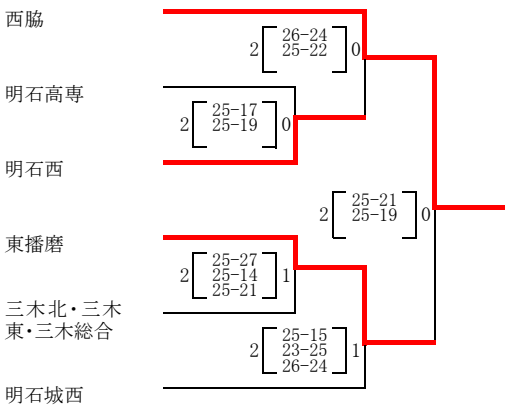 西脇
2 26-24 0
25-22
明石高専
2 25-17 0
25-19
明石西
2 25-21 0
25-19
東播磨
2 25-27 1
25-14
25-21
三木北・三木
東・三木総合
2 25-15 1
23-25
26-24
明石城西